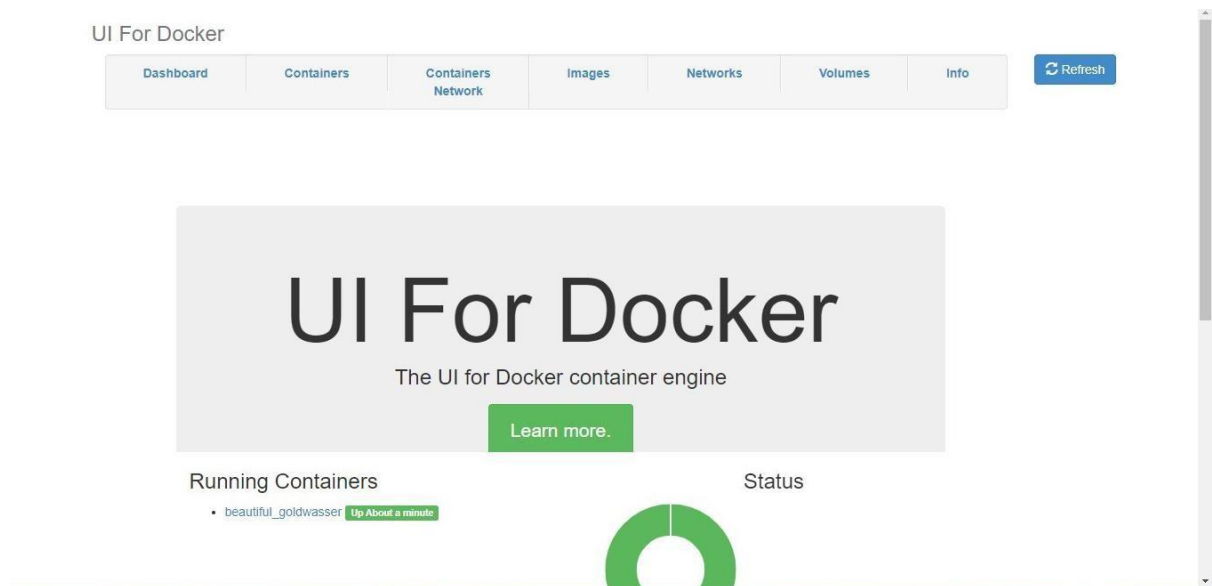 UI For Docker
Dashboard
Containers
Containers
Network
Images
Networks
Volumes
Info
Refresh
UI For Docker
The UI for Docker container engine
Learn more.
Running Containers
beautiful_goldwasser Up About a minute
Status